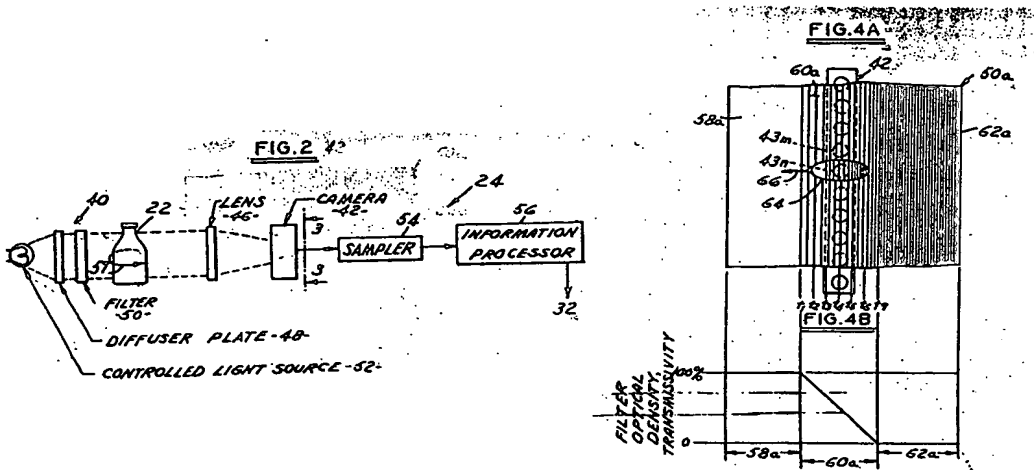 FIG.2
40
22
LENS
-46-
CAMERA
-42-
3
24
54
SAMPLER
56
INFORMATION
PROCESSOR
32
3
51
FILTER
-50-
DIFFUSER PLATE -48-
CONTROLLED LIGHT SOURCE -52-
FIG.4A
60a
42
50a
58a
62a
43m
43n
66
64
FIG.4B
FILTER
OPTICAL
DENSITY,
TRANSMISSIVITY
100%
0
58a
60a
62a